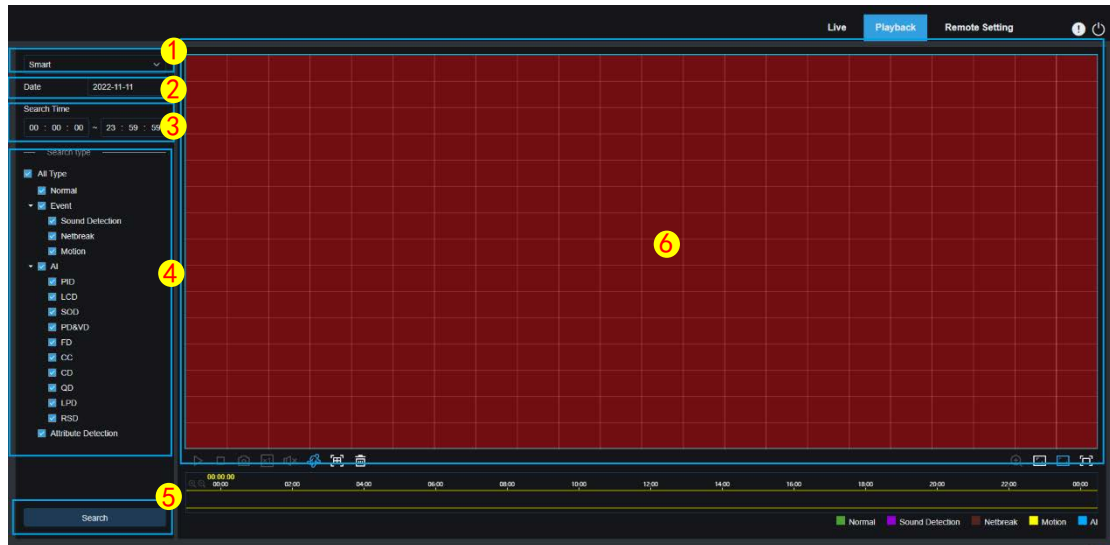 Live Playback Remote Setting
1
Smart
2
Date 2022-11-11
Search Time
3
00 : 00 : 00 ~ 23 : 59 : 59
Search type
All Type
Normal
Event
Sound Detection
Netbreak
Motion
4
AI
PID
LCD
SOD
PD&VD
FD
CC
CD
QD
LPD
RSD
Attribute Detection
6
00:00:00
00:00 02:00 04:00 06:00 08:00 10:00 12:00 14:00 16:00 18:00 20:00 22:00 00:00
5
Search
Normal Sound Detection Netbreak Motion AI